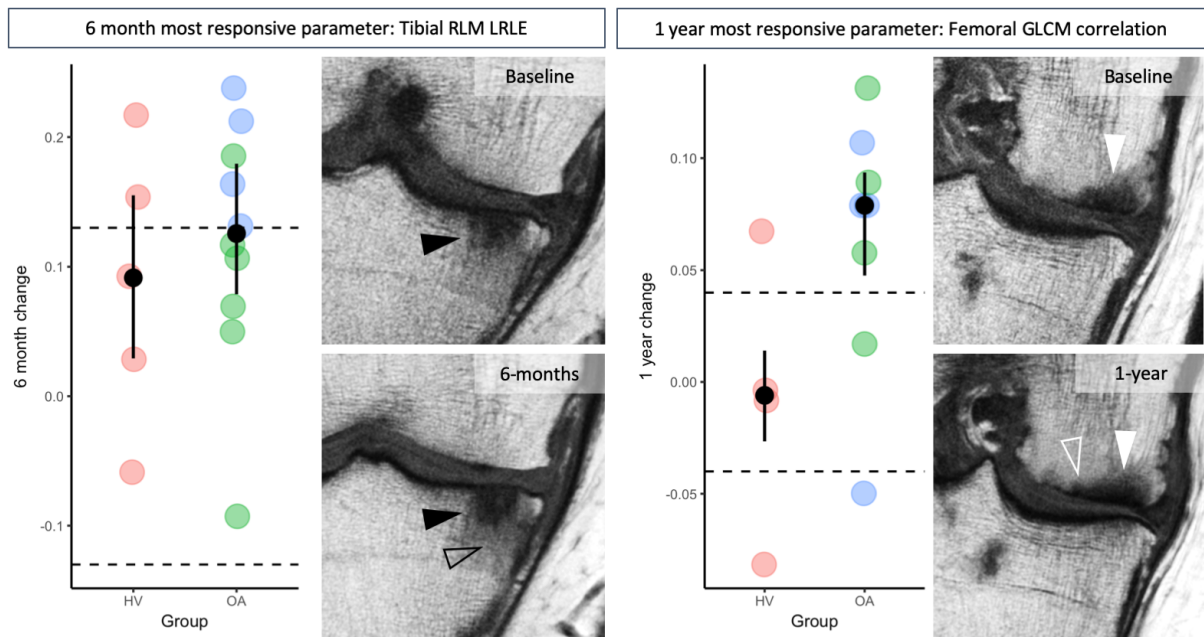 6 month most responsive parameter: Tibial RLM LRLE
6 month change
0.2
0.1
0.0
-0.1
HV
OA
Group
Baseline
6-months
1 year most responsive parameter: Femoral GLCM correlation
1 year change
0.10
0.05
0.00
-0.05
HV
OA
Group
Baseline
1-year